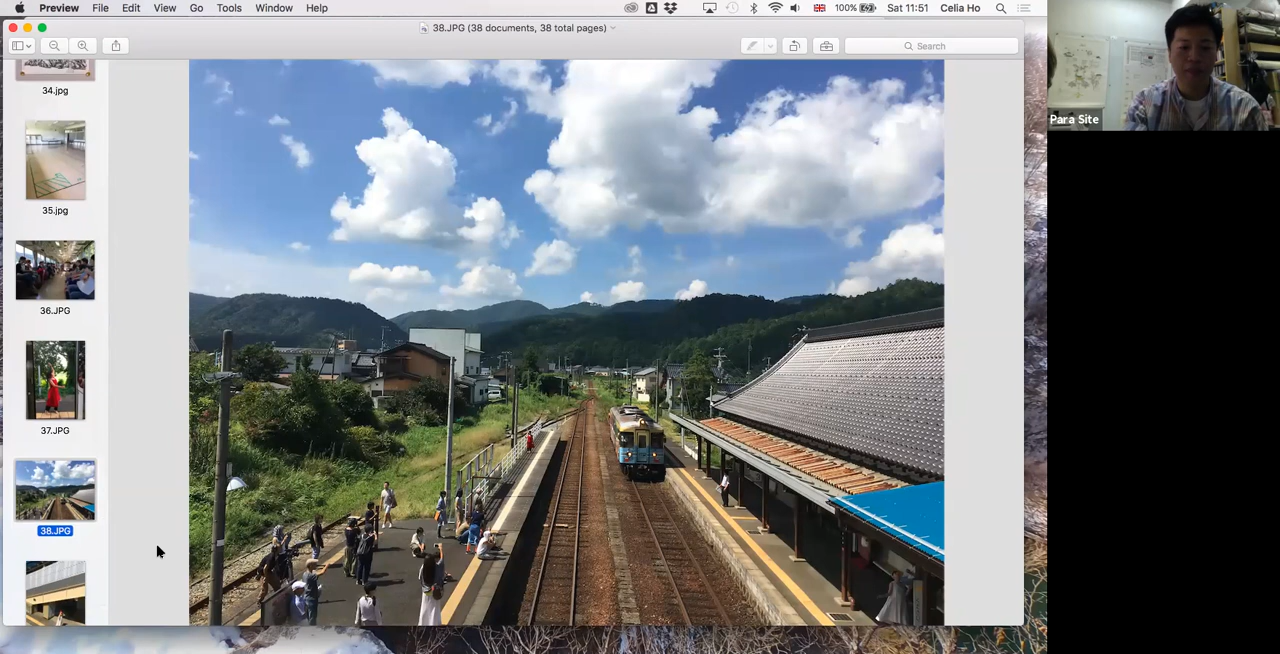 Preview File Edit View Go Tools Window Help 100% Sat 11:51 Celia Ho
38.JPG (38 documents, 38 total pages)
Search
34.jpg
35.jpg
36.JPG
37.JPG
38.JPG
Para Site